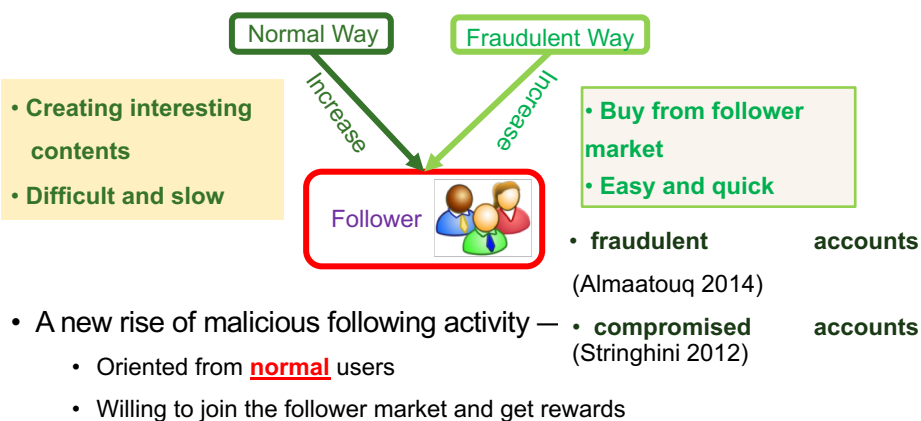 Normal Way
Fraudulent Way
Increase
Increase
• Creating interesting
contents
• Difficult and slow
• Buy from follower
market
• Easy and quick
Follower
• fraudulent accounts
(Almaatouq 2014)
• A new rise of malicious following activity —
• compromised accounts
(Stringhini 2012)
• Oriented from normal users
• Willing to join the follower market and get rewards